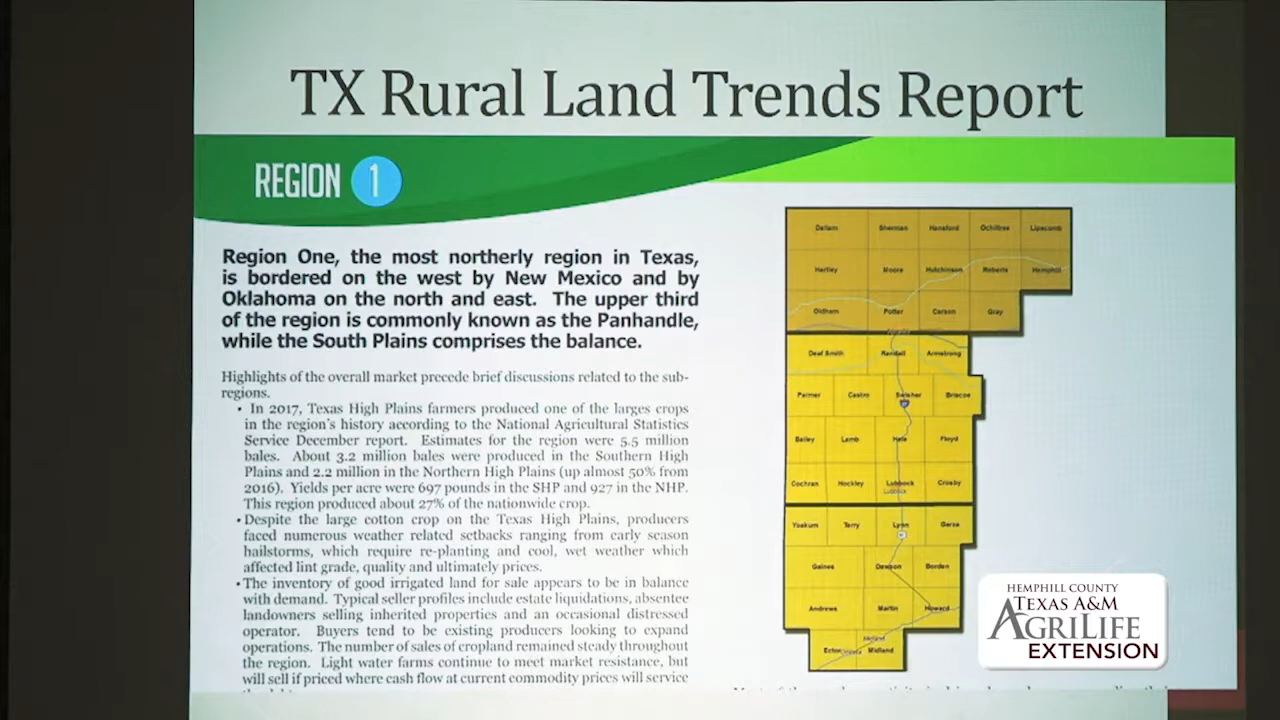 TX Rural Land Trends Report
REGION 1
Region One, the most northerly region in Texas,
is bordered on the west by New Mexico and by
Oklahoma on the north and east. The upper third
of the region is commonly known as the Panhandle,
while the South Plains comprises the balance.
Highlights of the overall market precede brief discussions related to the sub-
regions.
• In 2017, Texas High Plains farmers produced one of the larges crops
in the region's history according to the National Agricultural Statistics
Service December report. Estimates for the region were 5.5 million
bales. About 3.2 million bales were produced in the Southern High
Plains and 2.2 million in the Northern High Plains (up almost 50% from
2016). Yields per acre were 697 pounds in the SHP and 927 in the NHP.
This region produced about 27% of the nationwide crop.
• Despite the large cotton crop on the Texas High Plains, producers
faced numerous weather related setbacks ranging from early season
hailstorms, which require re-planting and cool, wet weather which
affected lint grade, quality and ultimately prices.
• The inventory of good irrigated land for sale appears to be in balance
with demand. Typical seller profiles include estate liquidations, absentee
landowners selling inherited properties and an occasional distressed
operator. Buyers tend to be existing producers looking to expand
operations. The number of sales of cropland remained steady throughout
the region. Light water farms continue to meet market resistance, but
will sell if priced where cash flow at current commodity prices will service
Dallam Sherman Hansford Ochiltree Lipscomb
Hartley Moore Hutchinson Roberts Hemphill
Oldham Potter Carson Gray
Deaf Smith Randall Armstrong
Parmer Castro Swisher Briscoe
Bailey Lamb Hale Floyd
Cochran Hockley Lubbock Crosby
Lubbock
Yoakum Terry Lynn Garza
Gaines Dawson Borden
Andrews Martin Howard
Midland
Ector Odessa Midland
HEMPHILL COUNTY
TEXAS A&M
AGRILIFE
EXTENSION